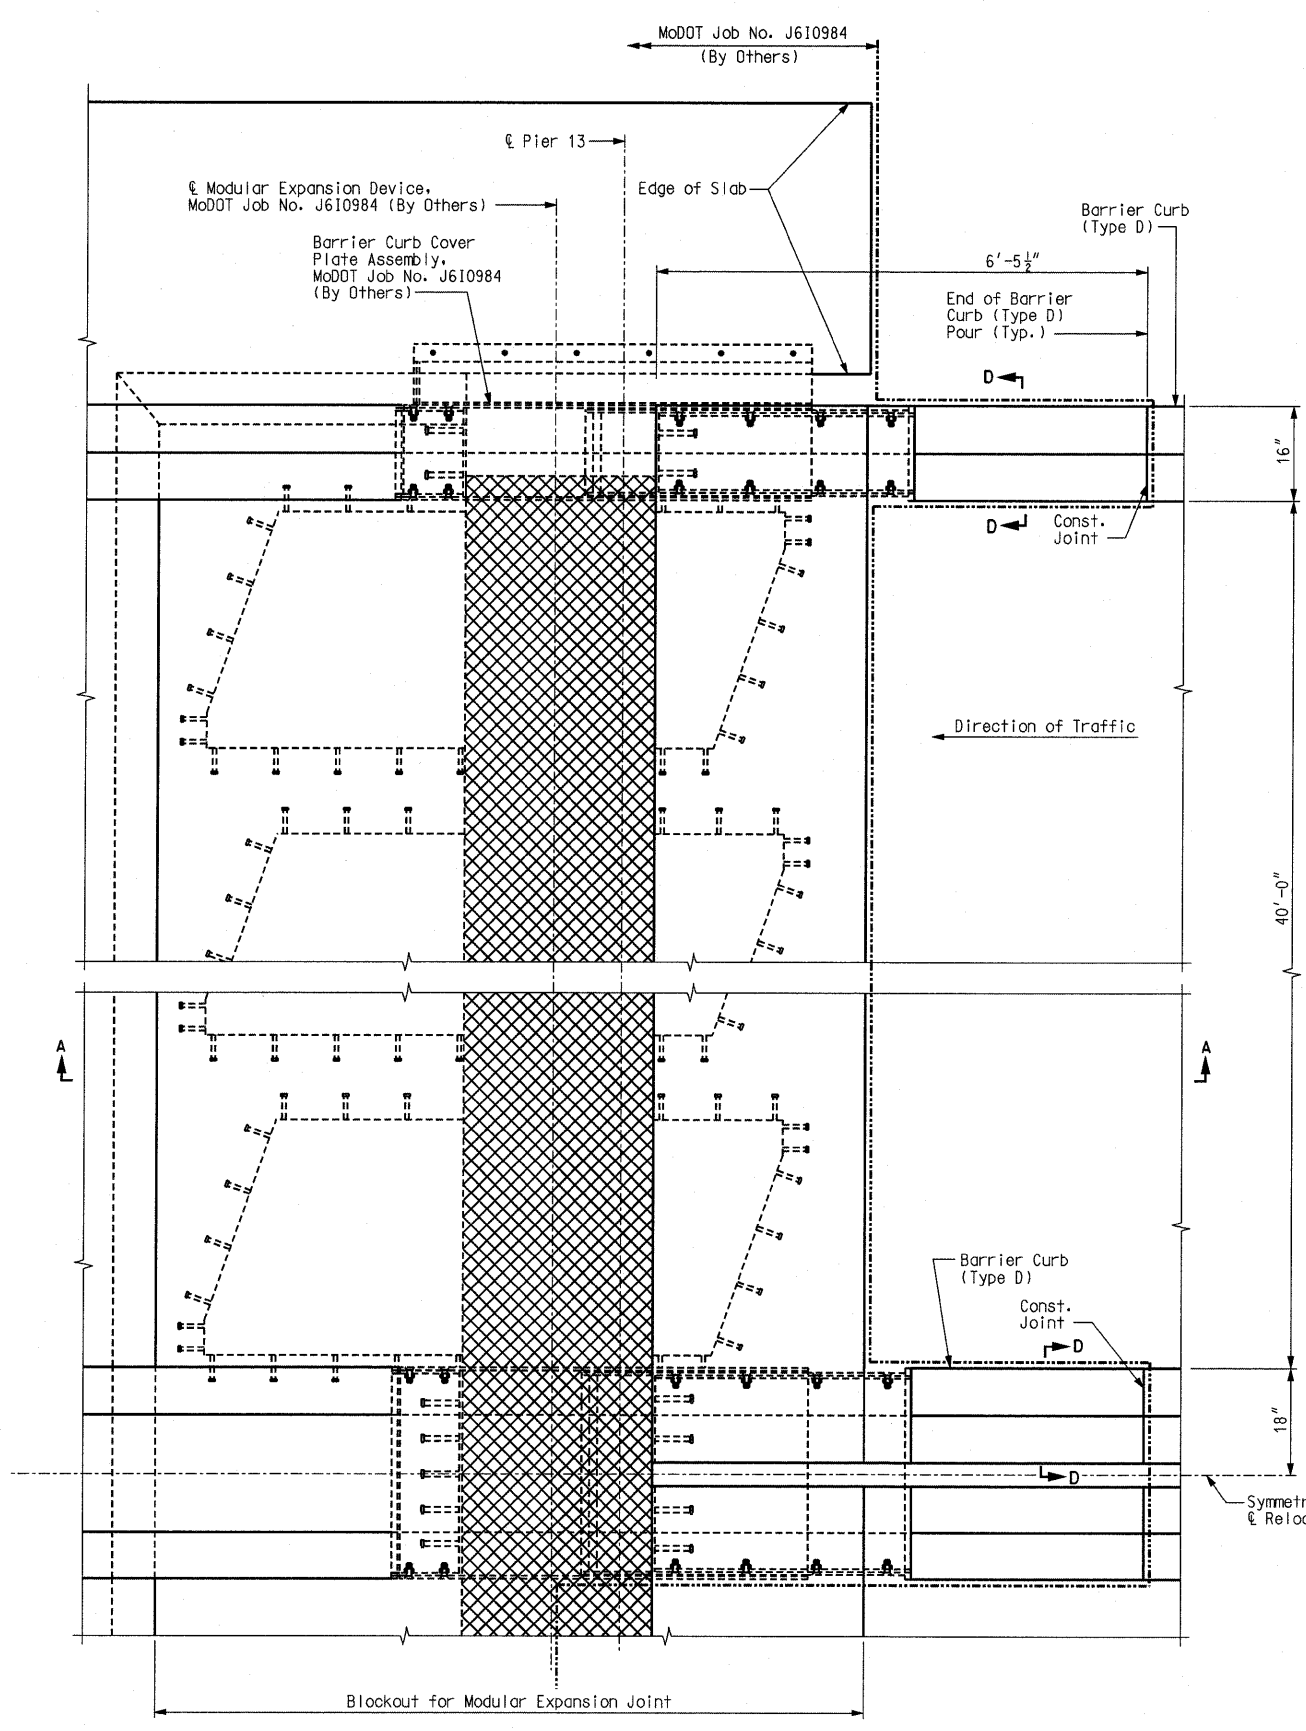 MoDOT Job No. J6I0984
(By Others)
℄ Pier 13
℄ Modular Expansion Device,
MoDOT Job No. J6I0984 (By Others)
Edge of Slab
Barrier Curb
(Type D)
Barrier Curb Cover
Plate Assembly,
MoDOT Job No. J6I0984
(By Others)
6'-5½"
End of Barrier
Curb (Type D)
Pour (Typ.)
D
16"
D
Const.
Joint
Direction of Traffic
40'-0"
A
A
Barrier Curb
(Type D)
Const.
Joint
D
18"
D
Symmetr
℄ Reloc
Blockout for Modular Expansion Joint